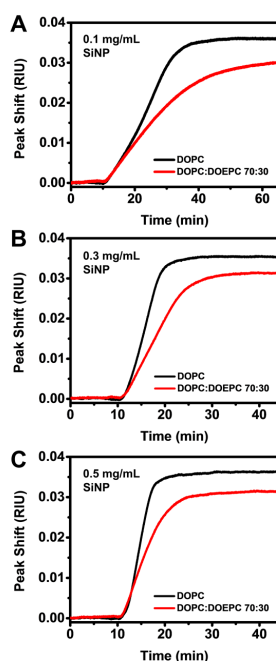 A
0.1 mg/mL
SiNP
0.04
0.03
0.02
0.01
0.00
Peak Shift (RIU)
DOPC
DOPC:DOEPC 70:30
0 20 40 60
Time (min)
B
0.3 mg/mL
SiNP
0.04
0.03
0.02
0.01
0.00
Peak Shift (RIU)
DOPC
DOPC:DOEPC 70:30
0 10 20 30 40
Time (min)
C
0.5 mg/mL
SiNP
0.04
0.03
0.02
0.01
0.00
Peak Shift (RIU)
DOPC
DOPC:DOEPC 70:30
0 10 20 30 40
Time (min)